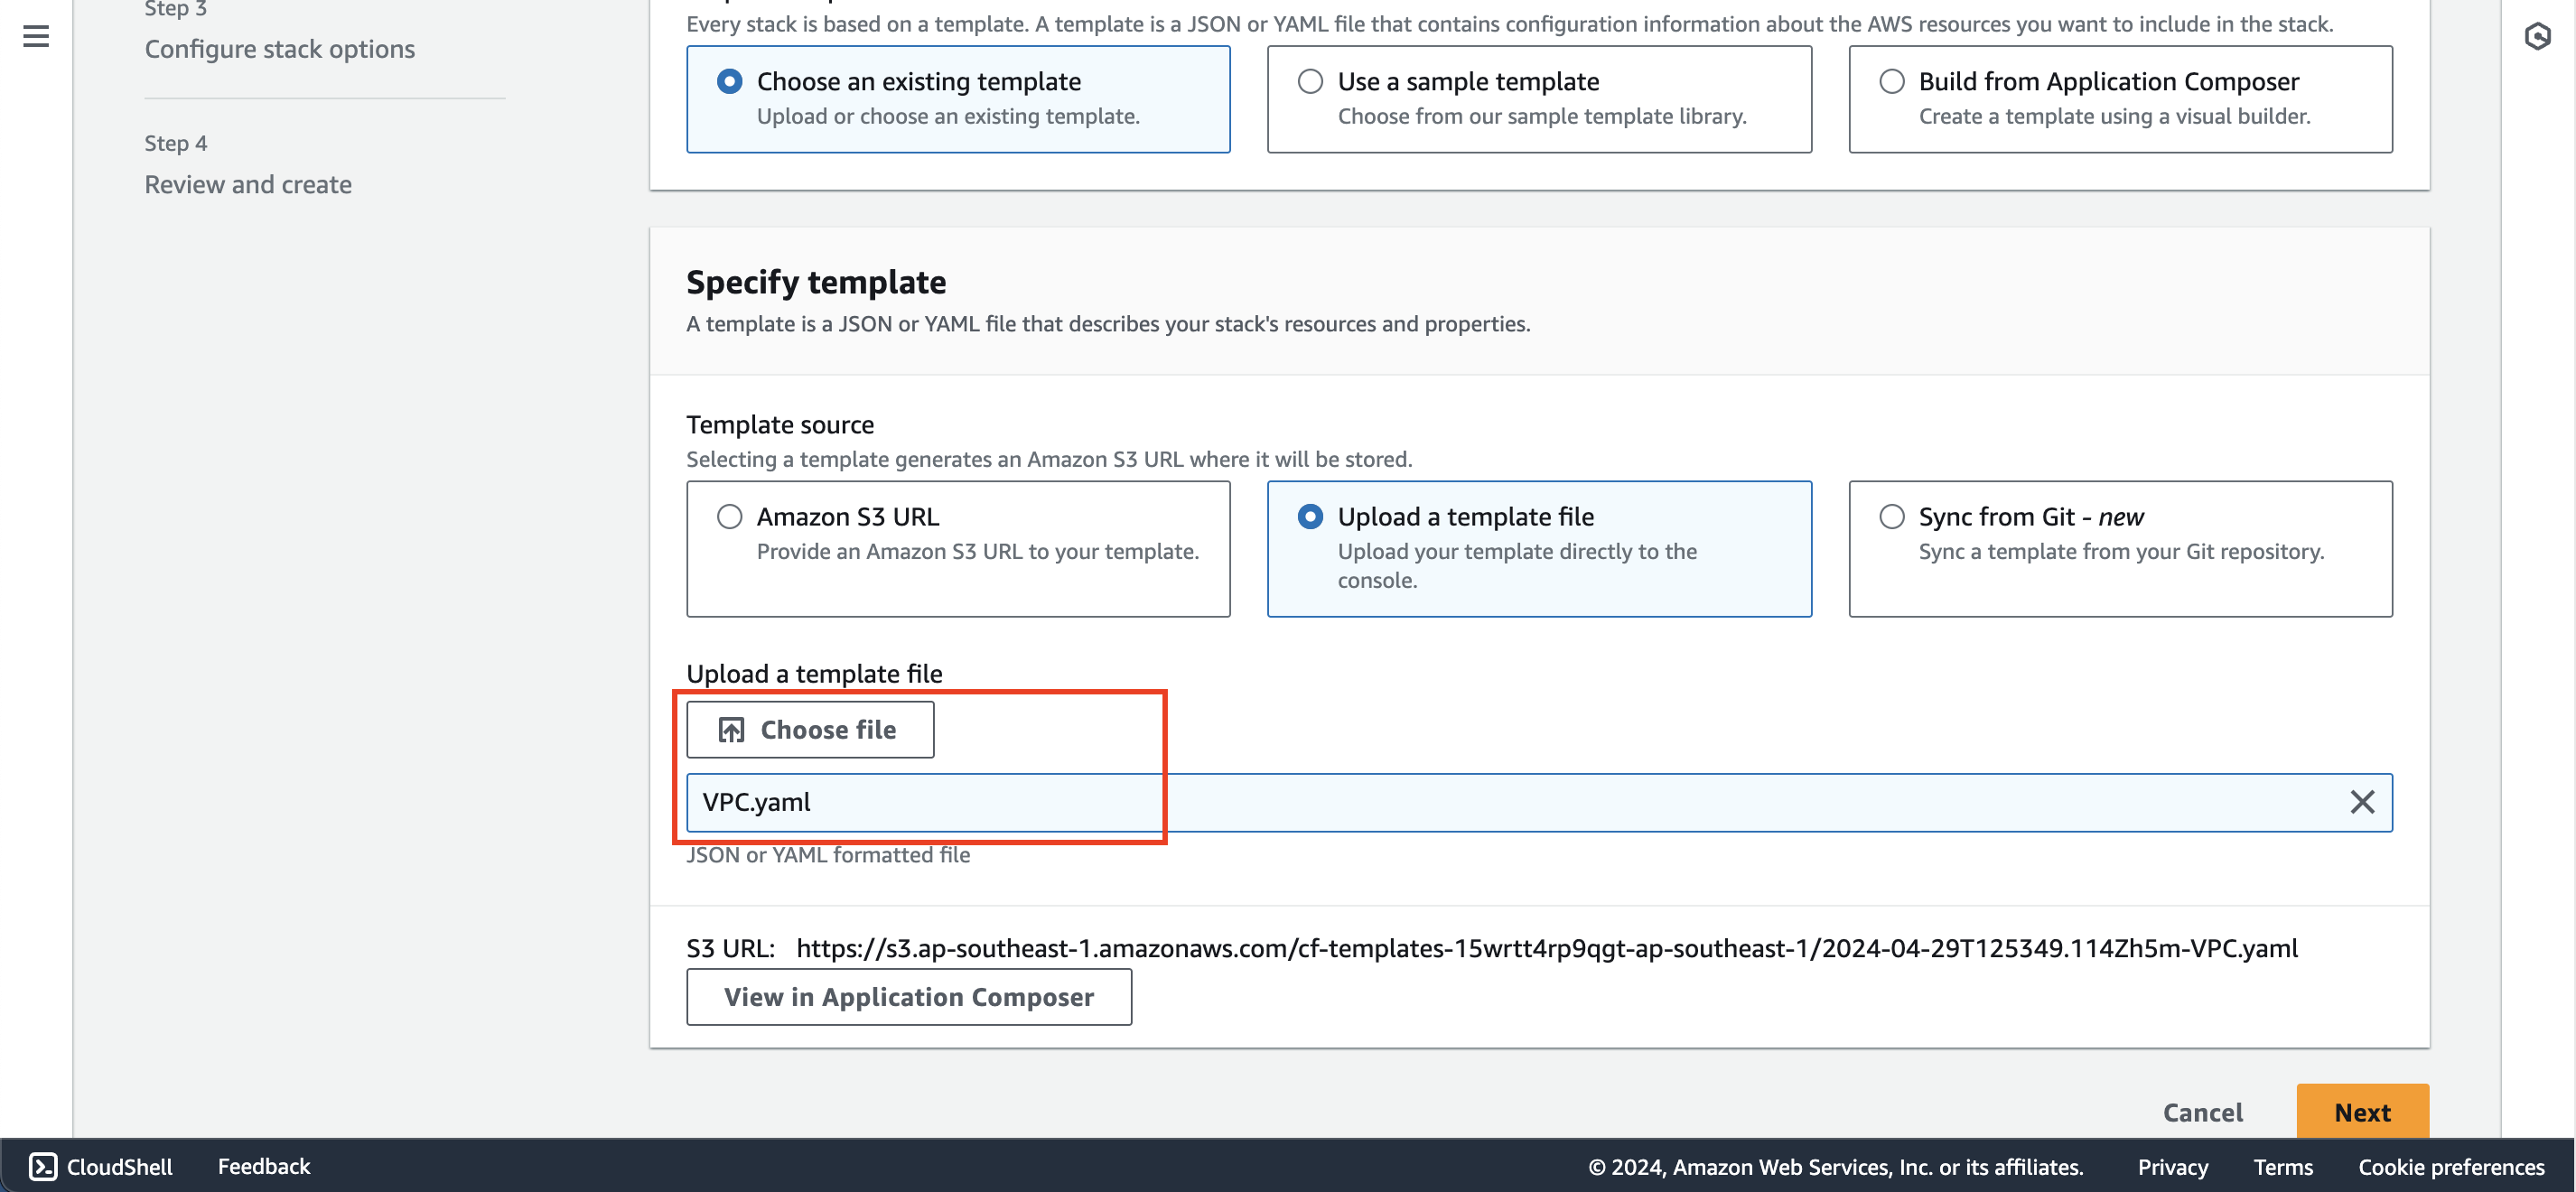 Step 3
Configure stack options
Step 4
Review and create
Every stack is based on a template. A template is a JSON or YAML file that contains configuration information about the AWS resources you want to include in the stack.
Choose an existing template
Upload or choose an existing template.
Use a sample template
Choose from our sample template library.
Build from Application Composer
Create a template using a visual builder.
Specify template
A template is a JSON or YAML file that describes your stack's resources and properties.
Template source
Selecting a template generates an Amazon S3 URL where it will be stored.
Amazon S3 URL
Provide an Amazon S3 URL to your template.
Upload a template file
Upload your template directly to the
console.
Sync from Git - new
Sync a template from your Git repository.
Upload a template file
Choose file
VPC.yaml
JSON or YAML formatted file
S3 URL: https://s3.ap-southeast-1.amazonaws.com/cf-templates-15wrtt4rp9qgt-ap-southeast-1/2024-04-29T125349.114Zh5m-VPC.yaml
View in Application Composer
Cancel
Next
CloudShell
Feedback
© 2024, Amazon Web Services, Inc. or its affiliates.
Privacy
Terms
Cookie preferences